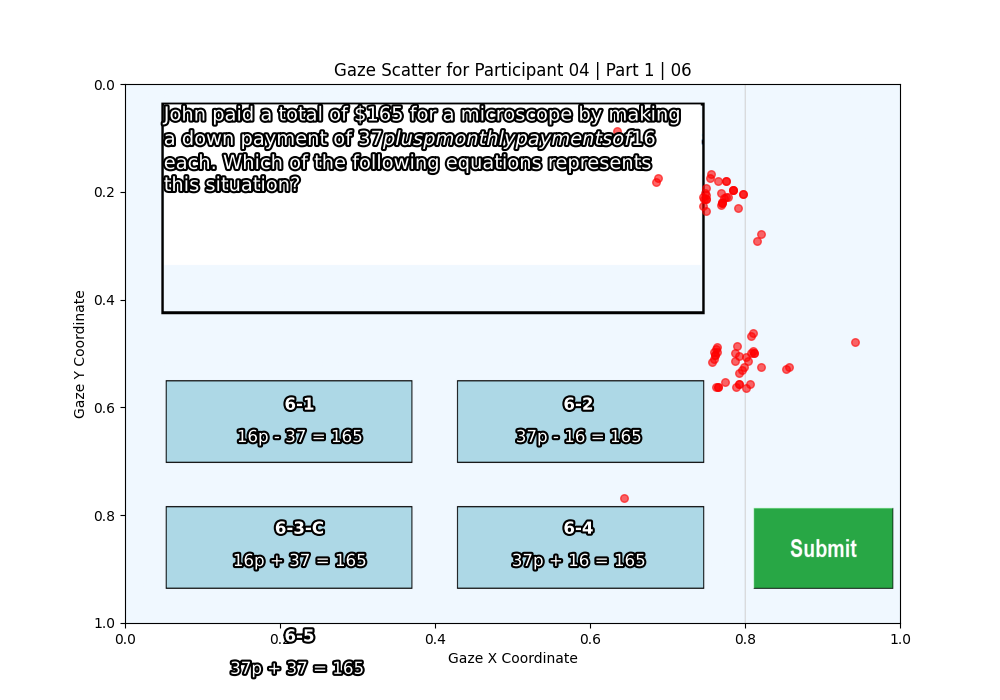 Gaze Scatter for Participant 04 | Part 1 | 06
0.0
John paid a total of $165 for a microscope by making
a down payment of 37pluspmonthlypaymentsof16
each. Which of the following equations represents
this situation?
0.2
0.4
Gaze Y Coordinate
0.6
6-1
16p - 37 = 165
6-2
37p - 16 = 165
0.8
6-3-C
16p + 37 = 165
6-4
37p + 16 = 165
Submit
1.0
0.0 0.2 0.4 0.6 0.8 1.0
6-5
Gaze X Coordinate
37p + 37 = 165